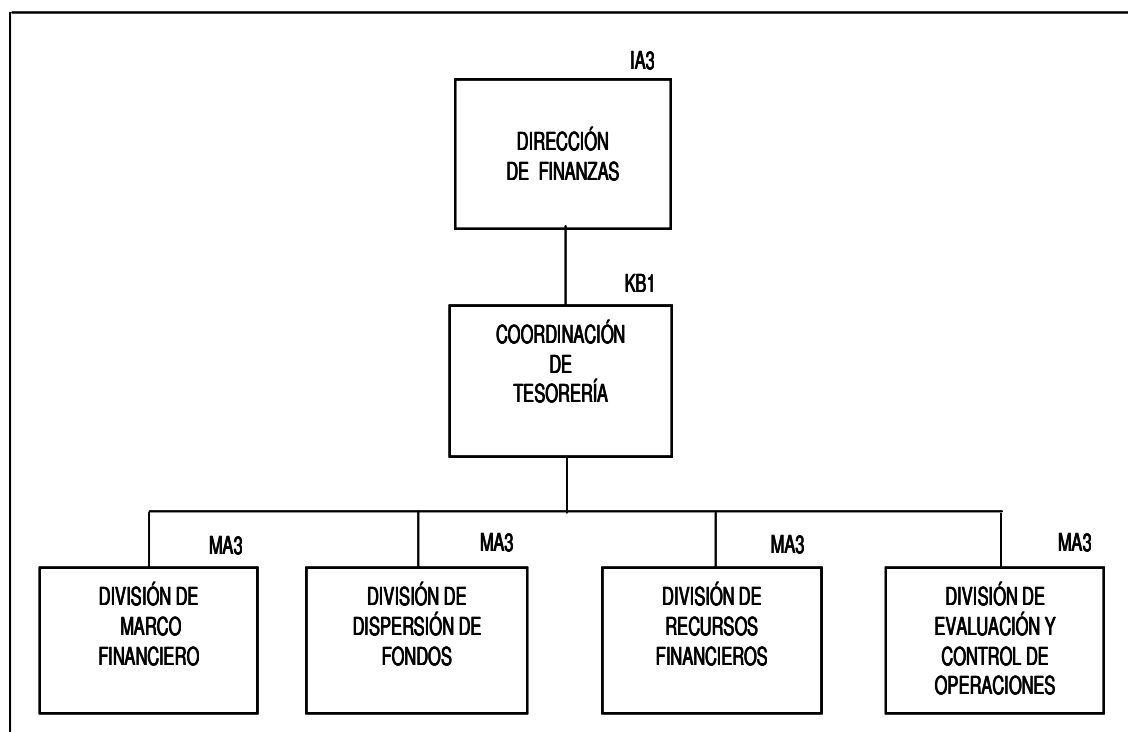 IA3
DIRECCIÓN
DE FINANZAS
KB1
COORDINACIÓN
DE
TESORERÍA
MA3
DIVISIÓN DE
MARCO
FINANCIERO
MA3
DIVISIÓN DE
DISPERSIÓN DE
FONDOS
MA3
DIVISIÓN DE
RECURSOS
FINANCIEROS
MA3
DIVISIÓN DE
EVALUACIÓN Y
CONTROL DE
OPERACIONES